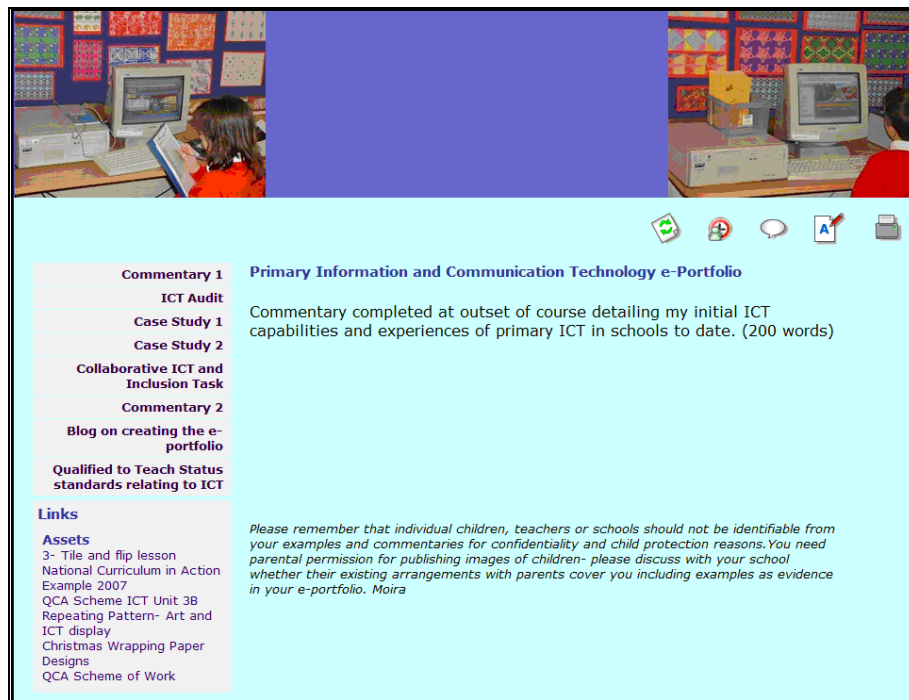 Commentary 1
ICT Audit
Case Study 1
Case Study 2
Collaborative ICT and
Inclusion Task
Commentary 2
Blog on creating the e-
portfolio
Qualified to Teach Status
standards relating to ICT
Links
Assets
3- Tile and flip lesson
National Curriculum in Action
Example 2007
QCA Scheme ICT Unit 3B
Repeating Pattern- Art and
ICT display
Christmas Wrapping Paper
Designs
QCA Scheme of Work
Primary Information and Communication Technology e-Portfolio
Commentary completed at outset of course detailing my initial ICT
capabilities and experiences of primary ICT in schools to date. (200 words)
Please remember that individual children, teachers or schools should not be identifiable from
your examples and commentaries for confidentiality and child protection reasons.You need
parental permission for publishing images of children- please discuss with your school
whether their existing arrangements with parents cover you including examples as evidence
in your e-portfolio. Moira